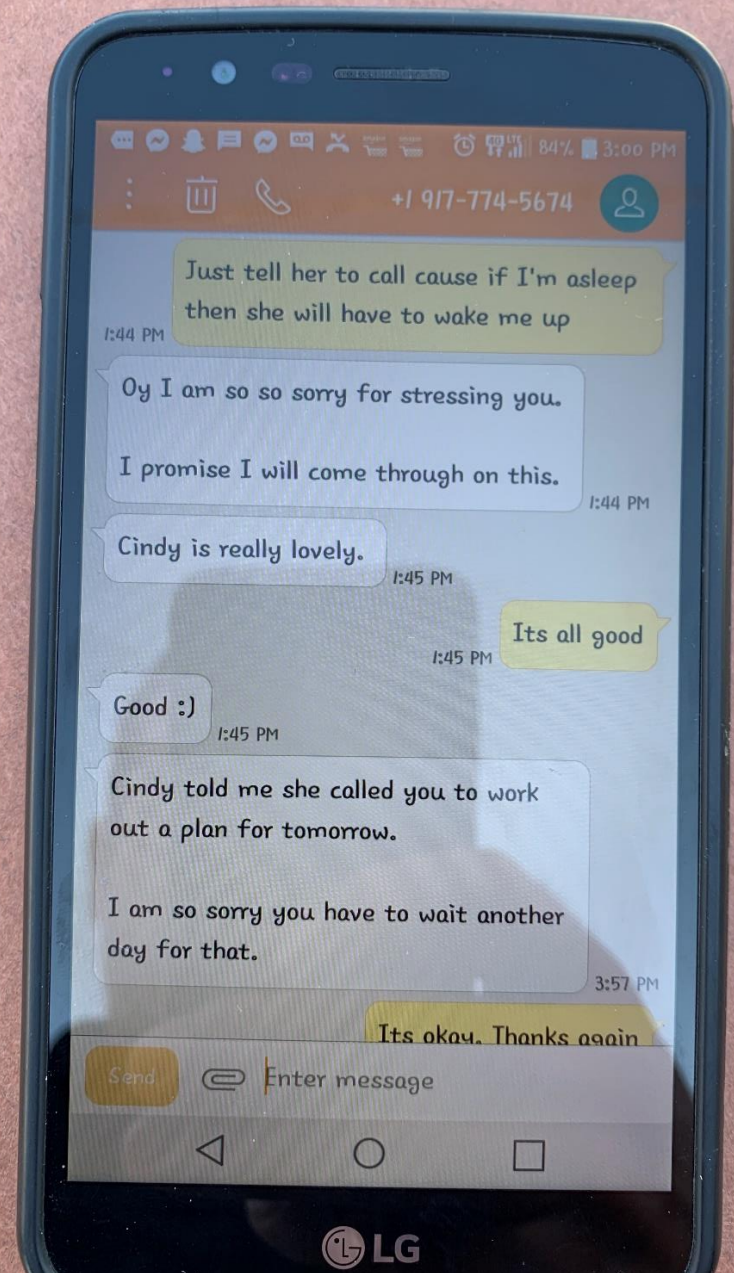 84% 3:00 PM
+1 917-774-5674
Just tell her to call cause if I'm asleep
then she will have to wake me up
1:44 PM
Oy I am so so sorry for stressing you.
I promise I will come through on this.
1:44 PM
Cindy is really lovely.
1:45 PM
Its all good
1:45 PM
Good :)
1:45 PM
Cindy told me she called you to work
out a plan for tomorrow.
I am so sorry you have to wait another
day for that.
3:57 PM
Its okay. Thanks again
Send
Enter message
LG